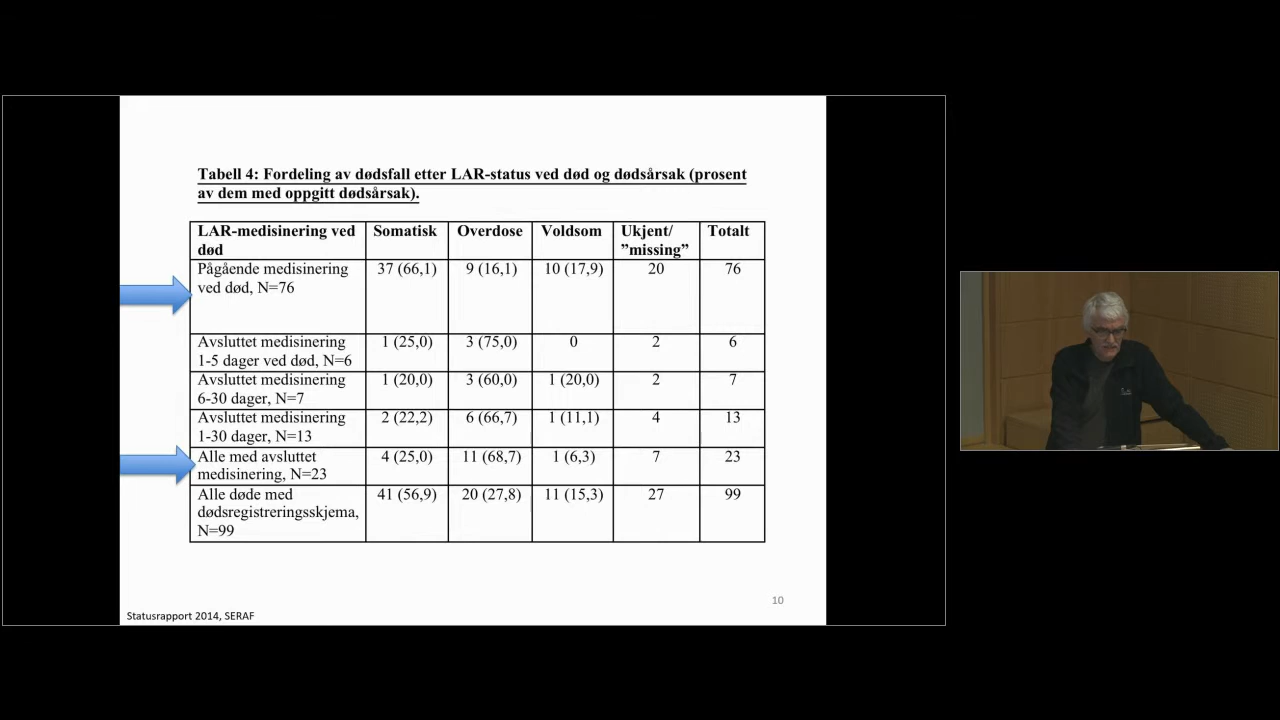 Tabell 4: Fordeling av dødsfall etter LAR-status ved død og dødsårsak (prosent
av dem med oppgitt dødsårsak).
LAR-medisinering ved død Somatisk Overdose Voldsom Ukjent/ ”missing” Totalt
Pågående medisinering ved død, N=76 37 (66,1) 9 (16,1) 10 (17,9) 20 76
Avsluttet medisinering 1-5 dager ved død, N=6 1 (25,0) 3 (75,0) 0 2 6
Avsluttet medisinering 6-30 dager, N=7 1 (20,0) 3 (60,0) 1 (20,0) 2 7
Avsluttet medisinering 1-30 dager, N=13 2 (22,2) 6 (66,7) 1 (11,1) 4 13
Alle med avsluttet medisinering, N=23 4 (25,0) 11 (68,7) 1 (6,3) 7 23
Alle døde med dødsregistreringsskjema, N=99 41 (56,9) 20 (27,8) 11 (15,3) 27 99
10
Statusrapport 2014, SERAF